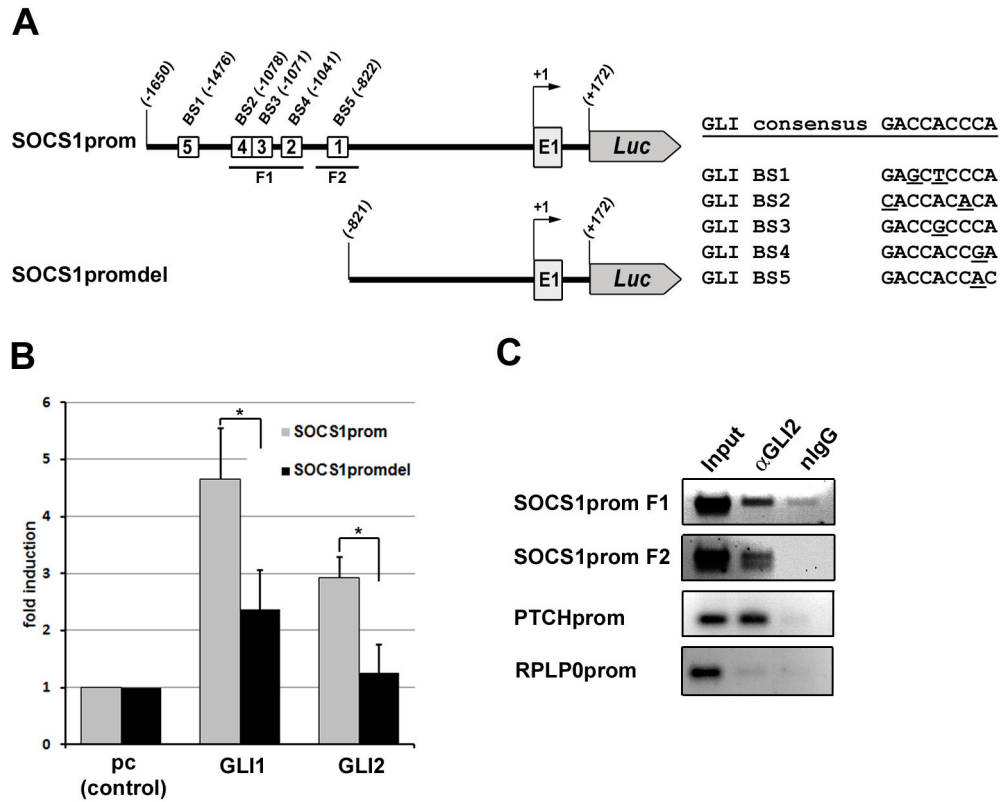 A
(-1650)
BS1 (-1476)
BS2 (-1078)
BS3 (-1071)
BS4 (-1041)
BS5 (-822)
+1
(+172)
SOCS1prom
5
4
3
2
1
E1
Luc
F1
F2
(-821)
+1
(+172)
SOCS1promdel
E1
Luc
GLI consensus GACCACCCA
GLI BS1 GAGCTCCCA
GLI BS2 CACCACACA
GLI BS3 GACCGCCCA
GLI BS4 GACCACCGA
GLI BS5 GACCACCAC
B
fold induction
6
5
4
3
2
1
0
*
*
SOCS1prom
SOCS1promdel
pc
(control)
GLI1
GLI2
C
Input
αGLI2
nIgG
SOCS1prom F1
SOCS1prom F2
PTCHprom
RPLP0prom